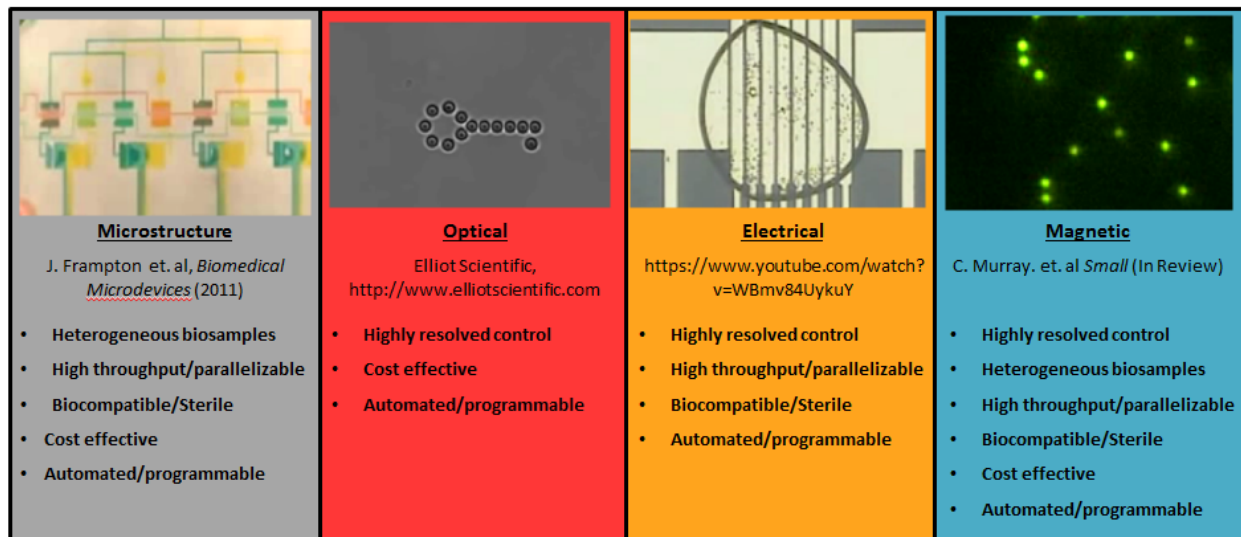 Microstructure
J. Frampton et. al, Biomedical
Microdevices (2011)
• Heterogeneous biosamples
• High throughput/parallelizable
• Biocompatible/Sterile
• Cost effective
• Automated/programmable
Optical
Elliot Scientific,
http://www.elliotscientific.com
• Highly resolved control
• Cost effective
• Automated/programmable
Electrical
https://www.youtube.com/watch?
v=WBmv84UykuY
• Highly resolved control
• High throughput/parallelizable
• Biocompatible/Sterile
• Automated/programmable
Magnetic
C. Murray. et. al Small (In Review)
• Highly resolved control
• Heterogeneous biosamples
• High throughput/parallelizable
• Biocompatible/Sterile
• Cost effective
• Automated/programmable